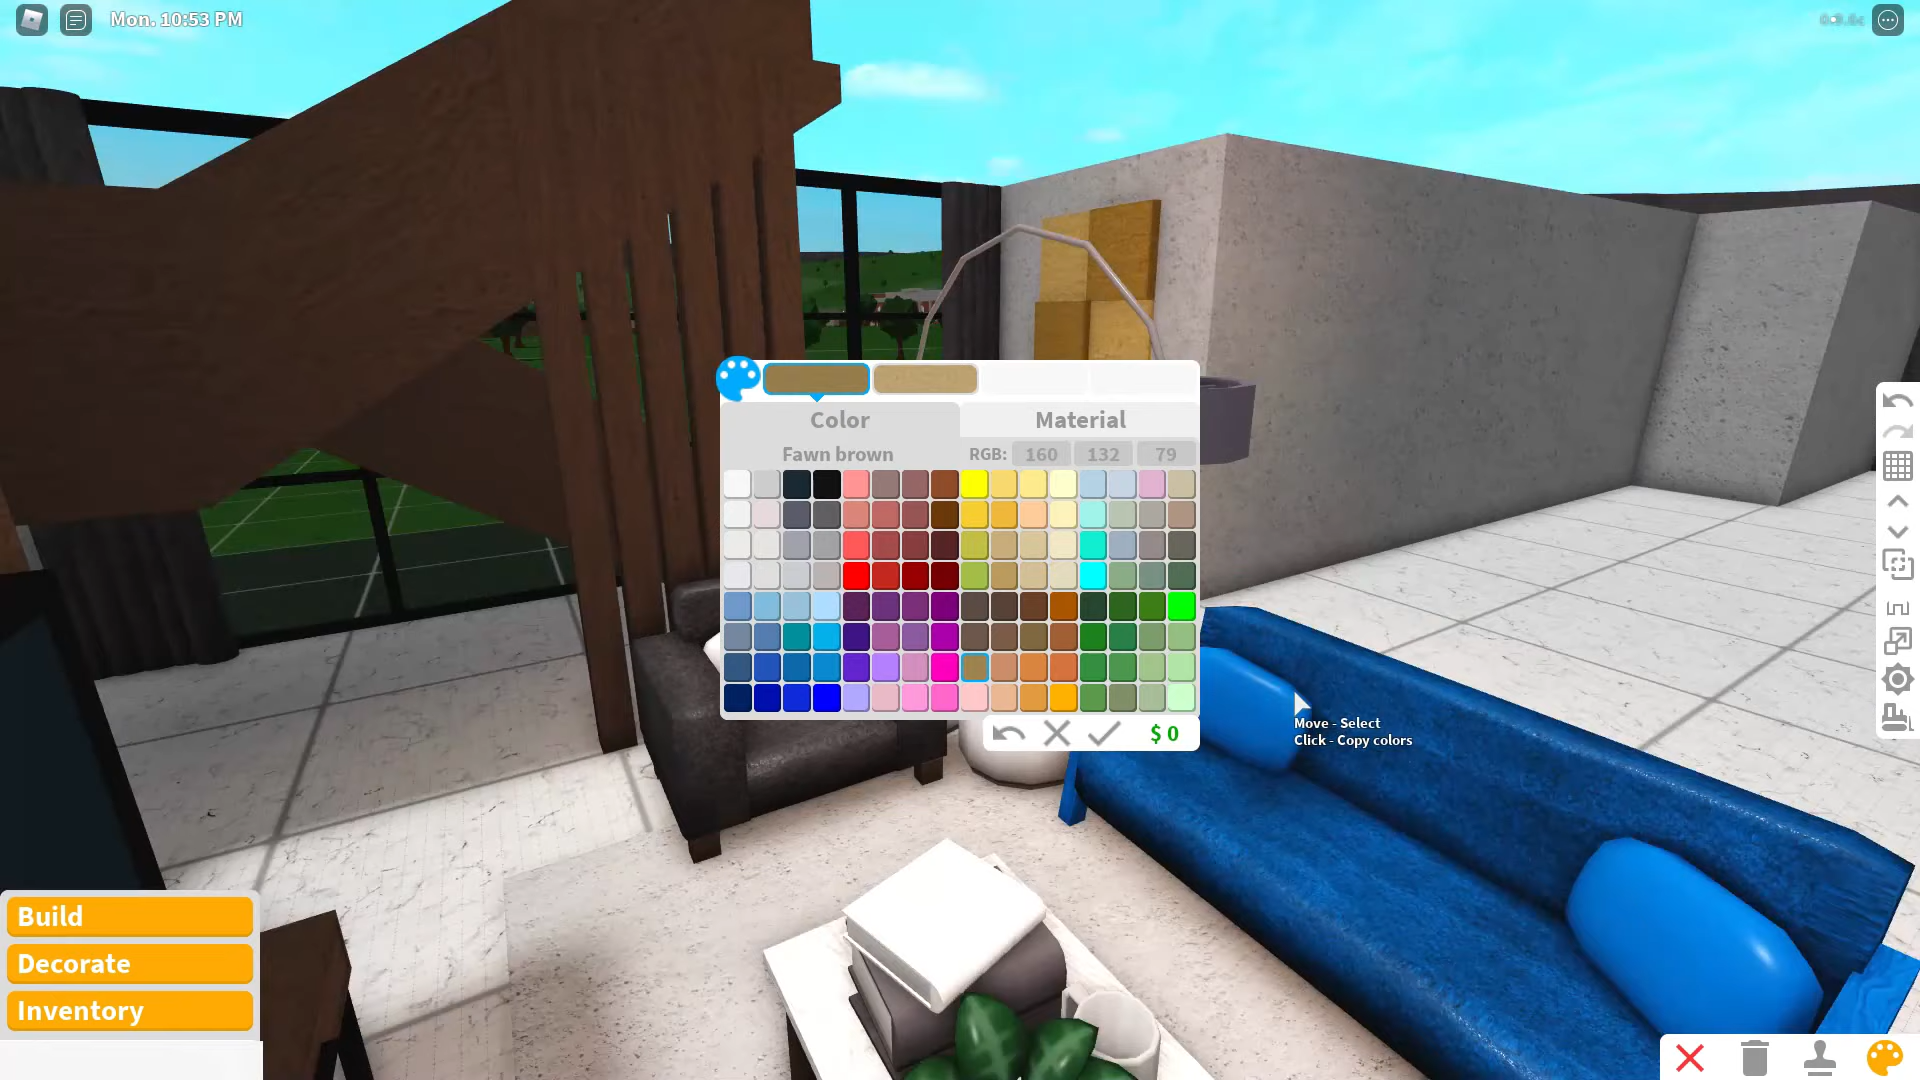 Mon. 10:53 PM
Color
Material
Fawn brown
RGB: 160 132 79
Move - Select
Click - Copy colors
$ 0
Build
Decorate
Inventory